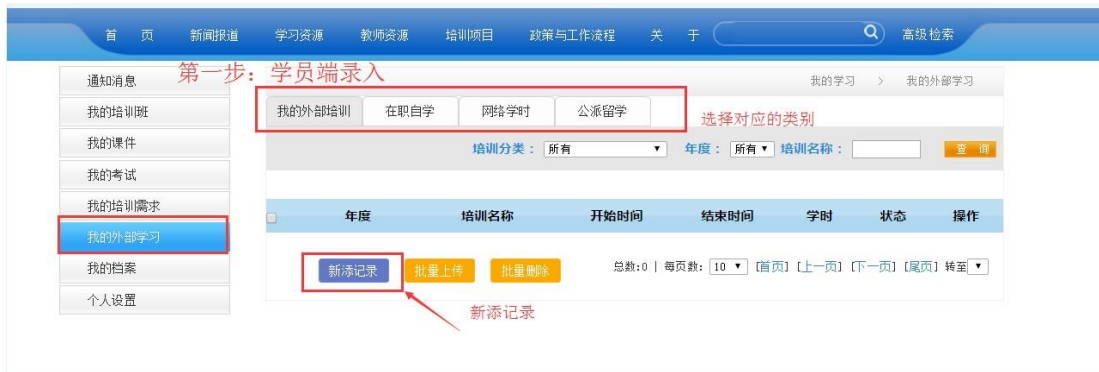 首 页 新闻报道 学习资源 教师资源 培训项目 政策与工作流程 关 于 高级检索
通知消息
第一步：学员端录入
我的学习 > 我的外部学习
我的培训班
我的外部培训 在职自学 网络学时 公派留学
选择对应的类别
我的课件
培训分类： 所有 年度： 所有 培训名称： 查 询
我的考试
我的培训需求
年度 培训名称 开始时间 结束时间 学时 状态 操作
我的外部学习
我的档案
新添记录 批量上传 批量删除 总数:0 | 每页数: 10 [首页] [上一页] [下一页] [尾页] 转至
个人设置
新添记录